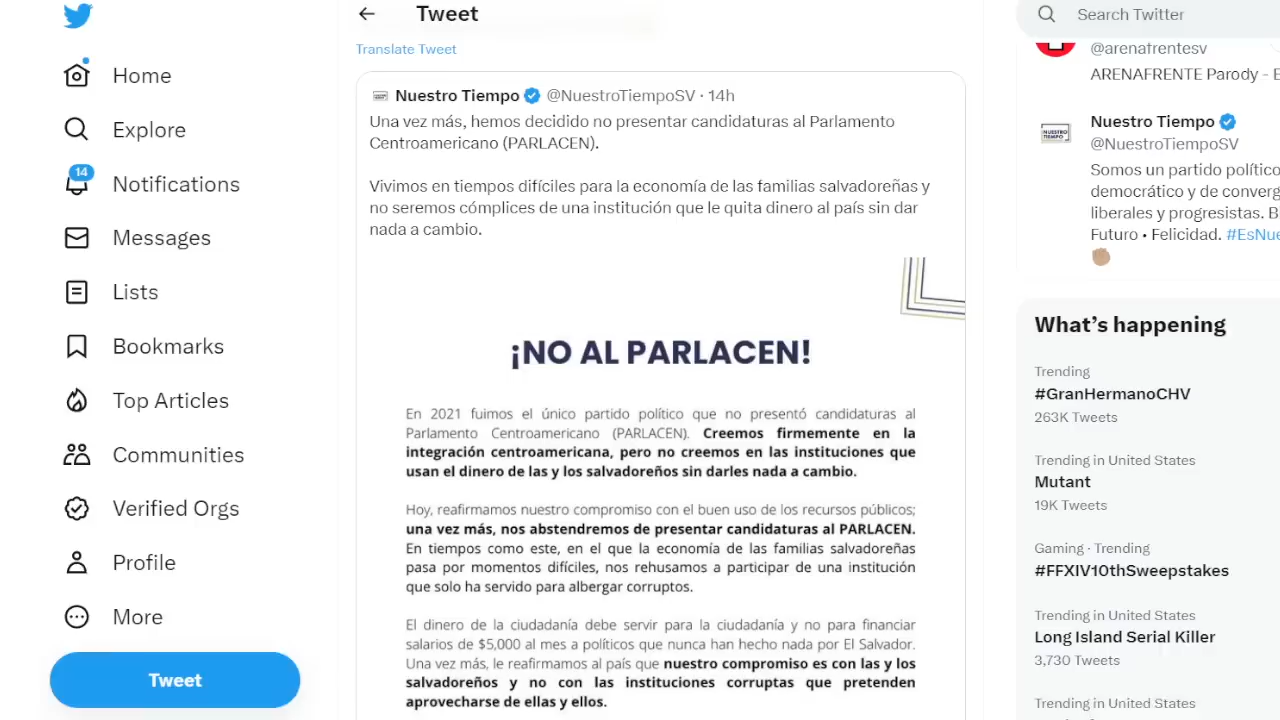 Tweet
Search Twitter
Translate Tweet
Home
Explore
14
Notifications
Messages
Lists
Bookmarks
Top Articles
Communities
Verified Orgs
Profile
More
Tweet
Nuestro Tiempo @NuestroTiempoSV · 14h
Una vez más, hemos decidido no presentar candidaturas al Parlamento
Centroamericano (PARLACEN).
Vivimos en tiempos difíciles para la economía de las familias salvadoreñas y
no seremos cómplices de una institución que le quita dinero al país sin dar
nada a cambio.
¡NO AL PARLACEN!
En 2021 fuimos el único partido político que no presentó candidaturas al
Parlamento Centroamericano (PARLACEN). Creemos firmemente en la
integración centroamericana, pero no creemos en las instituciones que
usan el dinero de las y los salvadoreños sin darles nada a cambio.
Hoy, reafirmamos nuestro compromiso con el buen uso de los recursos públicos;
una vez más, nos abstendremos de presentar candidaturas al PARLACEN.
En tiempos como este, en el que la economía de las familias salvadoreñas
pasa por momentos difíciles, nos rehusamos a participar de una institución
que solo ha servido para albergar corruptos.
El dinero de la ciudadanía debe servir para la ciudadanía y no para financiar
salarios de $5,000 al mes a políticos que nunca han hecho nada por El Salvador.
Una vez más, le reafirmamos al país que nuestro compromiso es con las y los
salvadoreños y no con las instituciones corruptas que pretenden
aprovecharse de ellas y ellos.
@arenafrentesv
ARENAFRENTE Parody - E
NUESTRO
TIEMPO
Nuestro Tiempo
@NuestroTiempoSV
Somos un partido político
democrático y de converg
liberales y progresistas. B
Futuro • Felicidad. #EsNue
What's happening
Trending
#GranHermanoCHV
263K Tweets
Trending in United States
Mutant
19K Tweets
Gaming · Trending
#FFXIV10thSweepstakes
Trending in United States
Long Island Serial Killer
3,730 Tweets
Trending in United States